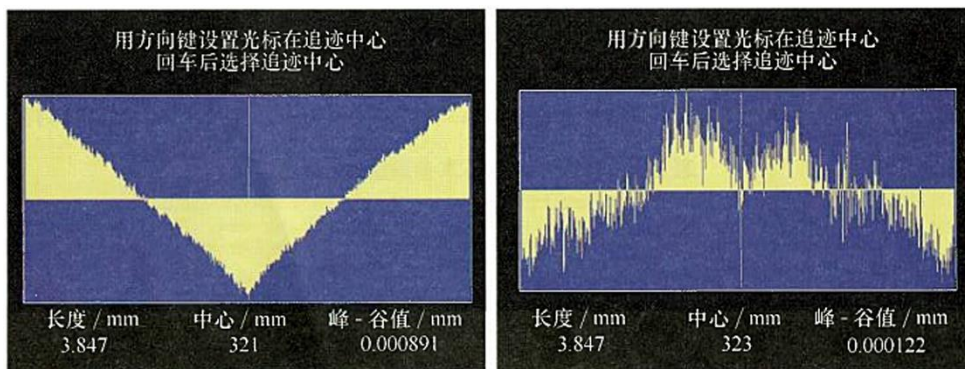 用方向键设置光标在追迹中心
回车后选择追迹中心
长度 / mm 中心 / mm 峰 - 谷值 / mm
3.847 321 0.000891
用方向键设置光标在追迹中心
回车后选择追迹中心
长度 / mm 中心 / mm 峰 - 谷值 / mm
3.847 323 0.000122